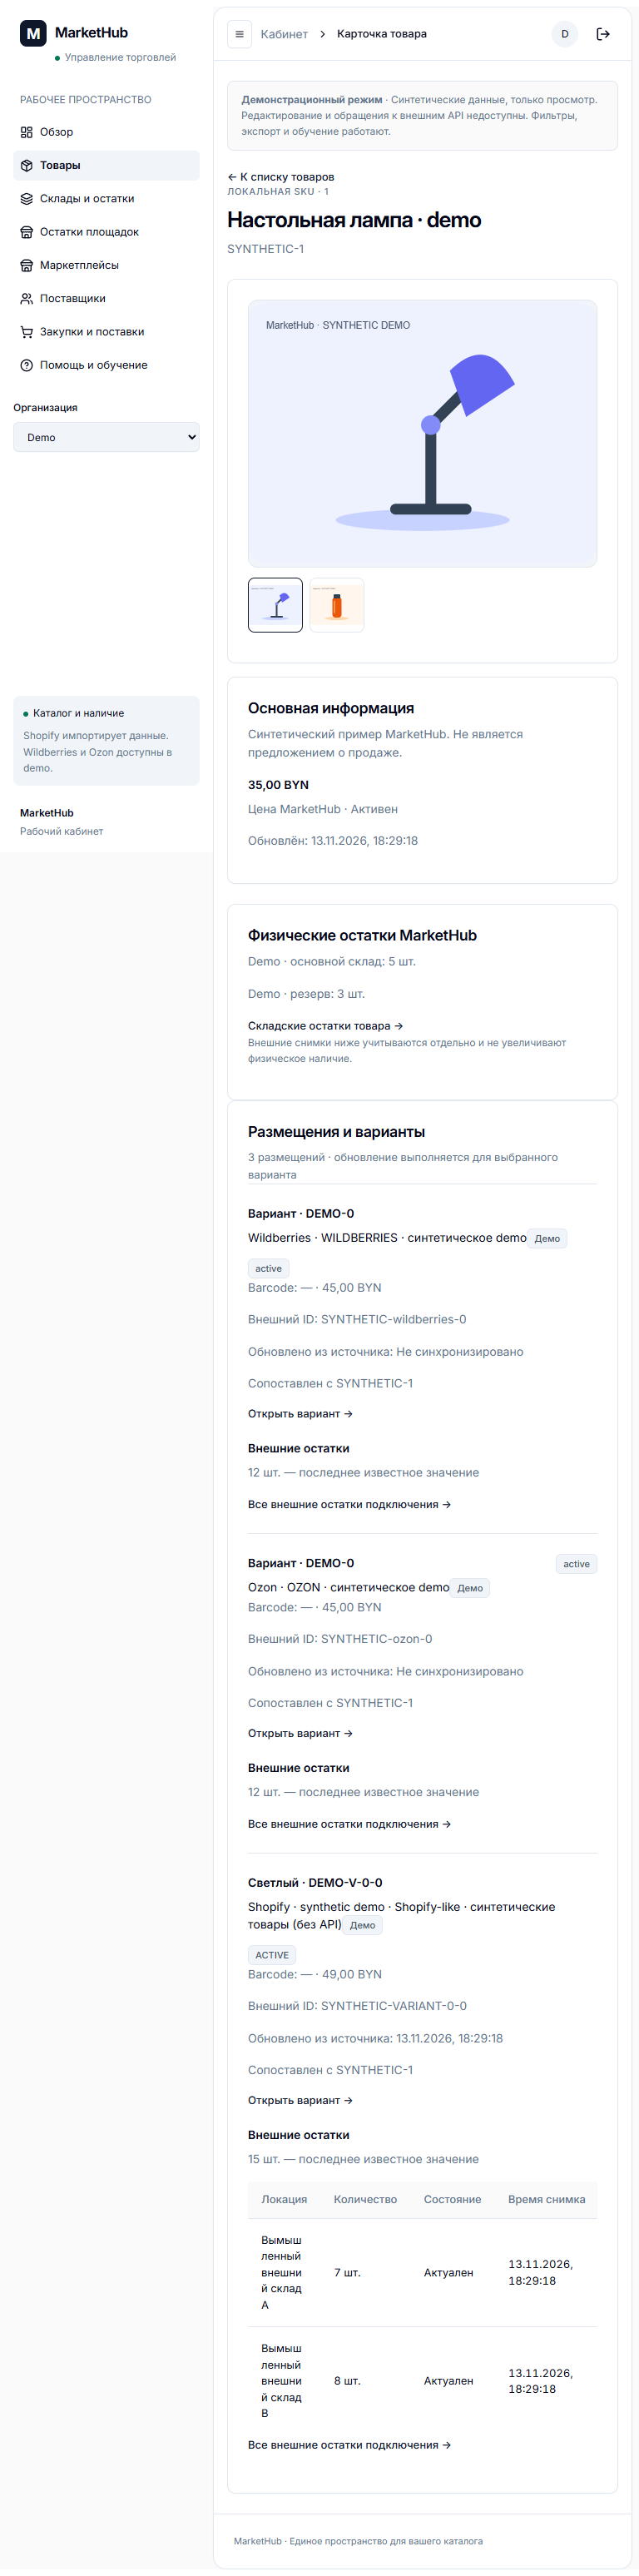 M MarketHub
Управление торговлей
РАБОЧЕЕ ПРОСТРАНСТВО
Обзор
Товары
Склады и остатки
Остатки площадок
Маркетплейсы
Поставщики
Закупки и поставки
Помощь и обучение
Организация
Demo
Каталог и наличие
Shopify импортирует данные.
Wildberries и Ozon доступны в
demo.
MarketHub
Рабочий кабинет
Кабинет > Карточка товара
D
Демонстрационный режим · Синтетические данные, только просмотр.
Редактирование и обращения к внешним API недоступны. Фильтры,
экспорт и обучение работают.
← К списку товаров
ЛОКАЛЬНАЯ SKU · 1
Настольная лампа · demo
SYNTHETIC-1
MarketHub · SYNTHETIC DEMO
Основная информация
Синтетический пример MarketHub. Не является
предложением о продаже.
35,00 BYN
Цена MarketHub · Активен
Обновлён: 13.11.2026, 18:29:18
Физические остатки MarketHub
Demo · основной склад: 5 шт.
Demo · резерв: 3 шт.
Складские остатки товара →
Внешние снимки ниже учитываются отдельно и не увеличивают
физическое наличие.
Размещения и варианты
3 размещений · обновление выполняется для выбранного
варианта
Вариант · DEMO-0
Wildberries · WILDBERRIES · синтетическое demo Демо
active
Barcode: — · 45,00 BYN
Внешний ID: SYNTHETIC-wildberries-0
Обновлено из источника: Не синхронизировано
Сопоставлен с SYNTHETIC-1
Открыть вариант →
Внешние остатки
12 шт. — последнее известное значение
Все внешние остатки подключения →
Вариант · DEMO-0 active
Ozon · OZON · синтетическое demo Демо
Barcode: — · 45,00 BYN
Внешний ID: SYNTHETIC-ozon-0
Обновлено из источника: Не синхронизировано
Сопоставлен с SYNTHETIC-1
Открыть вариант →
Внешние остатки
12 шт. — последнее известное значение
Все внешние остатки подключения →
Светлый · DEMO-V-0-0
Shopify · synthetic demo · Shopify-like · синтетические
товары (без API) Демо
ACTIVE
Barcode: — · 49,00 BYN
Внешний ID: SYNTHETIC-VARIANT-0-0
Обновлено из источника: 13.11.2026, 18:29:18
Сопоставлен с SYNTHETIC-1
Открыть вариант →
Внешние остатки
15 шт. — последнее известное значение
Локация Количество Состояние Время снимка
Вымыш
ленный
внешни
й склад
A
7 шт.
Актуален
13.11.2026,
18:29:18
Вымыш
ленный
внешни
й склад
B
8 шт.
Актуален
13.11.2026,
18:29:18
Все внешние остатки подключения →
MarketHub · Единое пространство для вашего каталога